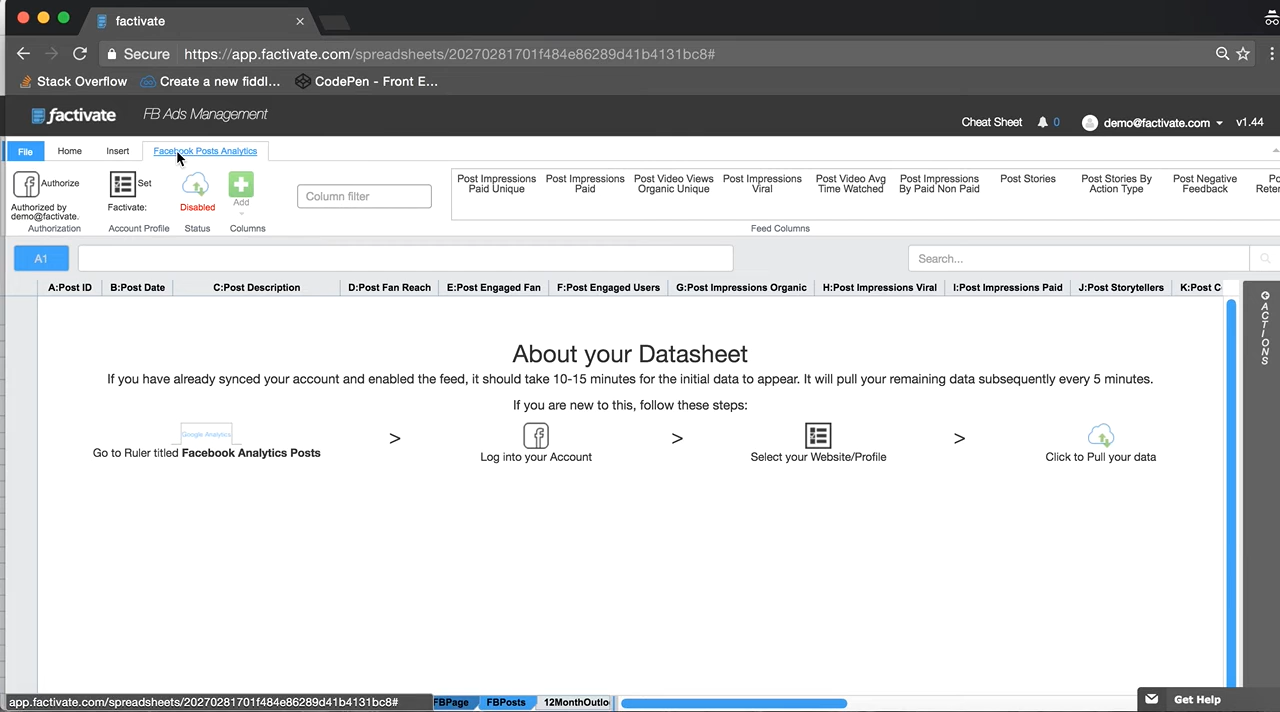 factivate
Secure https://app.factivate.com/spreadsheets/20270281701f484e86289d41b4131bc8#
Stack Overflow Create a new fiddl... CodePen - Front E...
factivate FB Ads Management Cheat Sheet 0 demo@factivate.com v1.44
File Home Insert Facebook Posts Analytics
Authorize
Authorized by
demo@factivate.
Authorization
Set
Factivate:
Account Profile
Disabled
Status
Add
Columns
Column filter
Post Impressions
Paid Unique
Post Impressions
Paid
Post Video Views
Organic Unique
Post Impressions
Viral
Post Video Avg
Time Watched
Post Impressions
By Paid Non Paid
Post Stories
Post Stories By
Action Type
Post Negative
Feedback
Po
Reter
Feed Columns
A1 Search...
A:Post ID B:Post Date C:Post Description D:Post Fan Reach E:Post Engaged Fan F:Post Engaged Users G:Post Impressions Organic H:Post Impressions Viral I:Post Impressions Paid J:Post Storytellers K:Post C
ACTIONS
About your Datasheet
If you have already synced your account and enabled the feed, it should take 10-15 minutes for the initial data to appear. It will pull your remaining data subsequently every 5 minutes.
If you are new to this, follow these steps:
Google Analytics
Go to Ruler titled Facebook Analytics Posts
>
Log into your Account
>
Select your Website/Profile
>
Click to Pull your data
app.factivate.com/spreadsheets/20270281701f484e86289d41b4131bc8# FBPage FBPosts 12MonthOutlo
Get Help